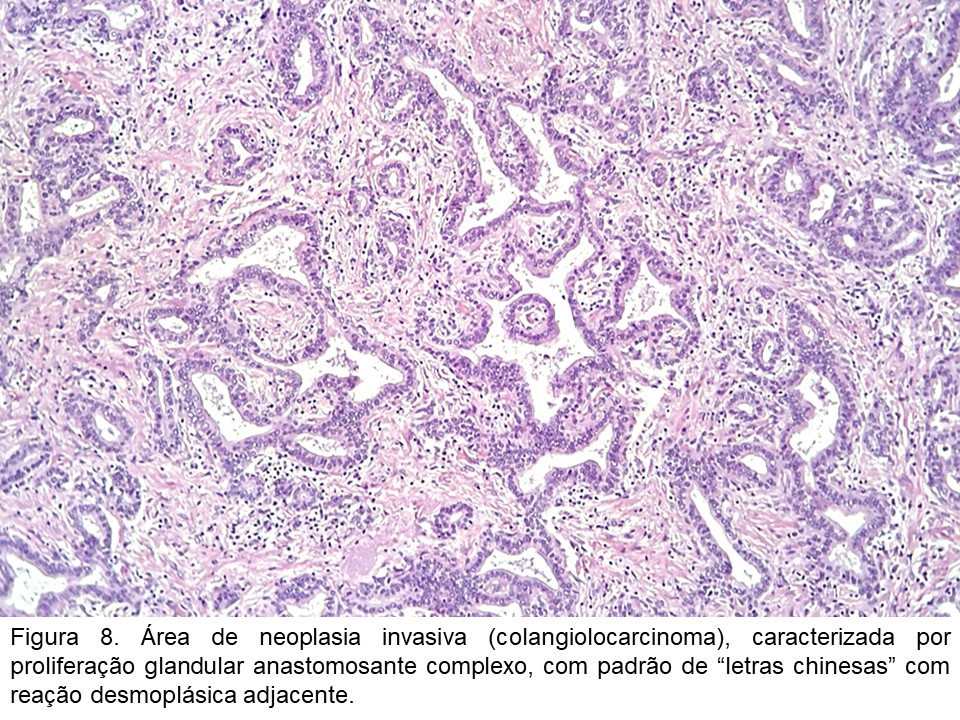 Figura 8. Área de neoplasia invasiva (colangiolocarcinoma), caracterizada por
proliferação glandular anastomosante complexo, com padrão de “letras chinesas” com
reação desmoplásica adjacente.